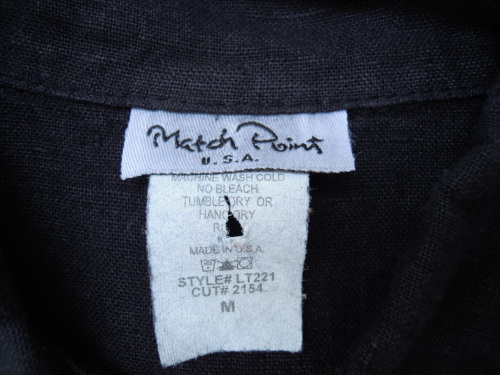 Match Point
U.S.A.
MACHINE WASH COLD
NO BLEACH
TUMBLE DRY OR
HANG DRY
MADE IN U.S.A.
STYLE# LT221
CUT# 2154
M